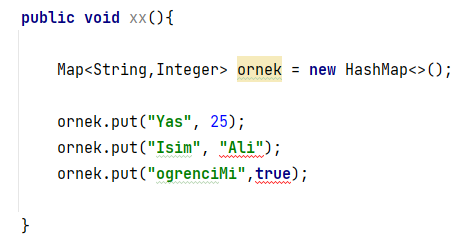 public void xx(){
Map<String,Integer> ornek = new HashMap<>();
ornek.put("Yas", 25);
ornek.put("Isim", "Ali");
ornek.put("ogrenciMi",true);
}